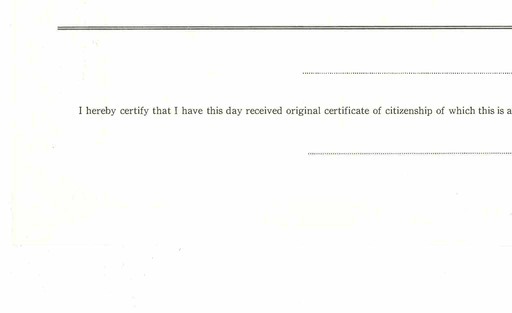 I hereby certify that I have this day received original certificate of citizenship of which this is a